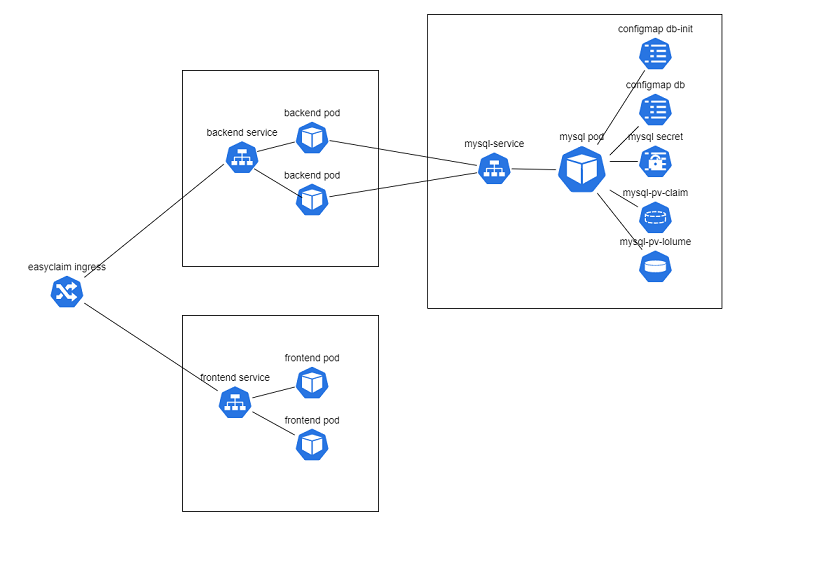 configmap db-init
configmap db
backend pod
backend service
mysql-service
mysql pod
mysql secret
backend pod
mysql-pv-claim
mysql-pv-lolume
easyclaim ingress
frontend pod
frontend service
frontend pod